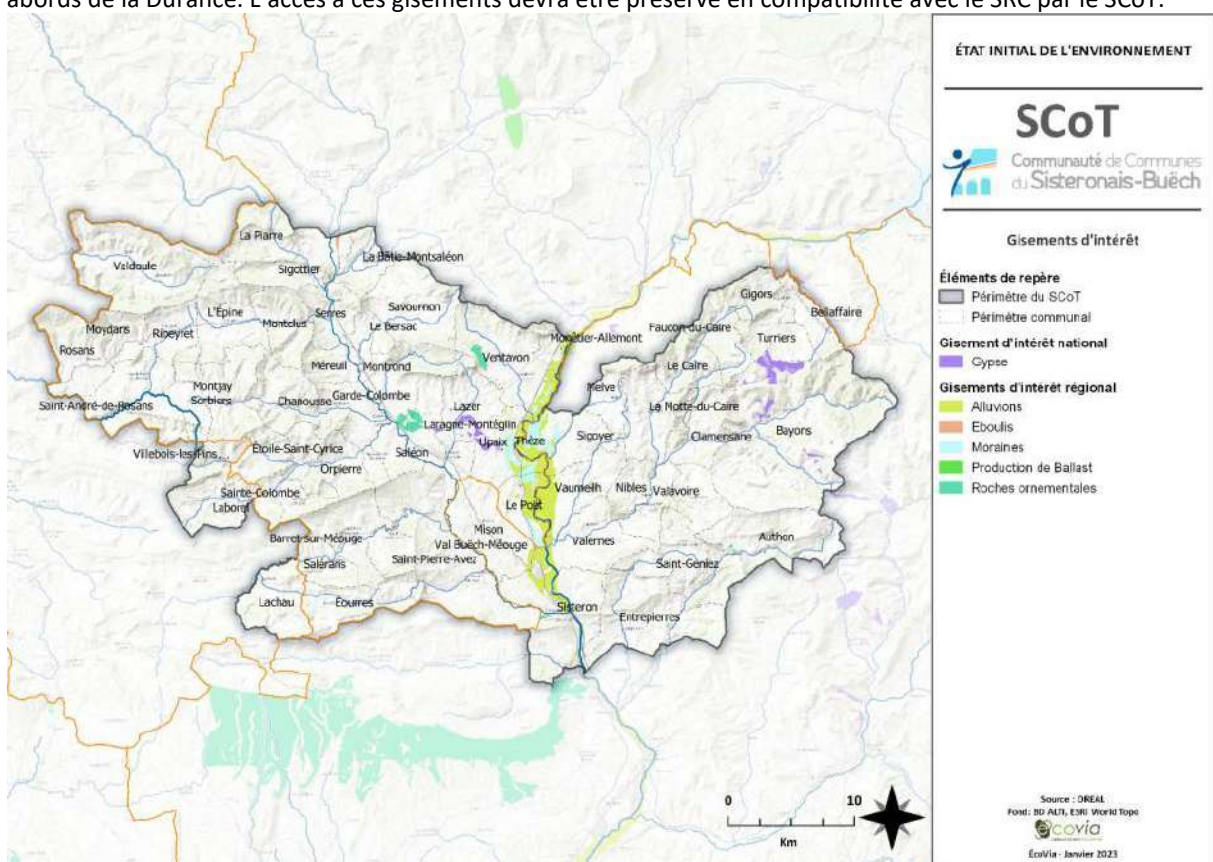 abords de la Durance. L'accès à ces gisements devra être préservé en compatibilité avec le SRC par le SCoT.
ÉTAT INITIAL DE L'ENVIRONNEMENT
SCoT
Communauté de Communes
du Sisteronais-Buëch
Gisements d'intérêt
Éléments de repère
Périmètre du SCoT
Périmètre communal
Gisement d'intérêt national
Gypse
Gisements d'intérêt régional
Alluvions
Eboulis
Moraines
Production de Ballast
Roches ornementales
La Piarre
Valdoule
Sigottier
La Bâtie-Montsaléon
L'Épine
Savournon
Serres
Moydans
Ribeyret
Montclus
Le Bersac
Rosans
Ventavon
Monêtier-Allemont
Gigors
Bellaffaire
Faucon-du-Caire
Turriers
Méreuil
Montrond
Le Caire
Melve
Montjay
Sorbiers
Chanousse
Garde-Colombe
Lazer
La Motte-du-Caire
Saint-André-de-Rosans
Laragne-Montéglin
Upaix
Thèze
Sigoyer
Clamensane
Bayons
Villebois-les-Pins
Étoile-Saint-Cyrice
Saléon
Orpierre
Sainte-Colombe
Laborel
Le Poët
Vaumeilh
Nibles
Valavoire
Mison
Barret-sur-Méouge
Val Buëch-Méouge
Valernes
Authon
Salérans
Saint-Pierre-Avez
Saint-Geniez
Lachau
Éourres
Sisteron
Entrepierres
0
10
Km
Source : DREAL
Fond: BD ALTI, ESRI World Topo
ecovia
ÉcoVia - Janvier 2023